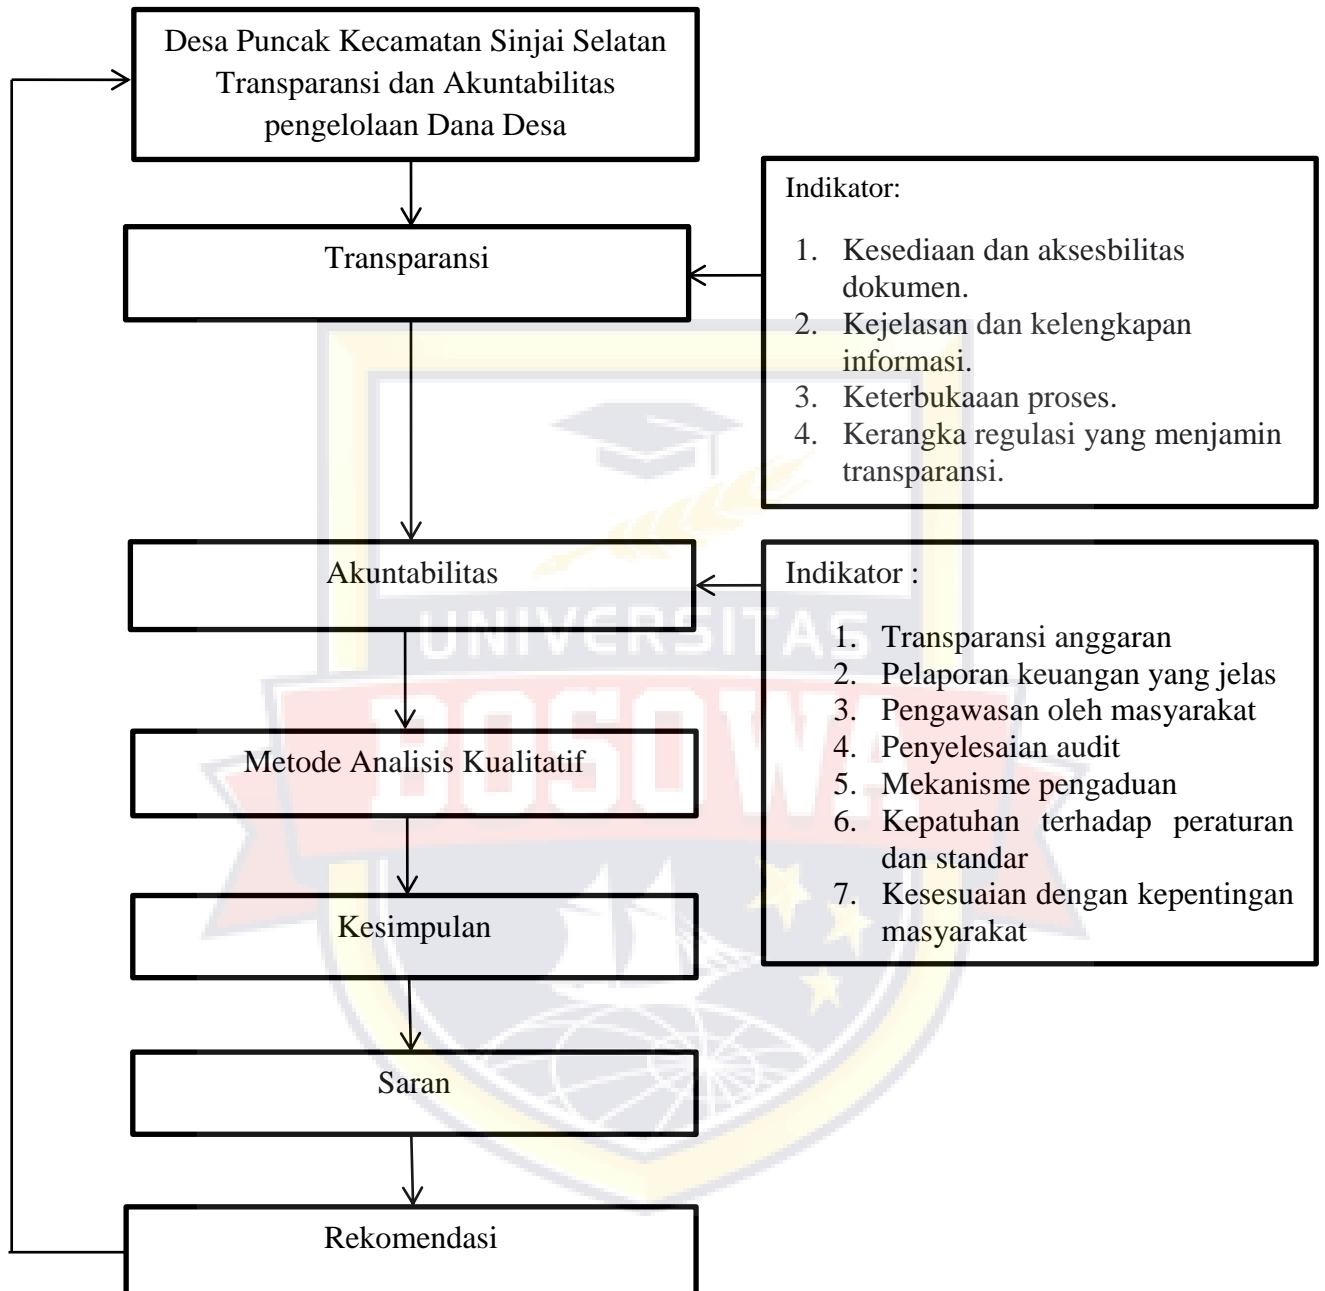 Desa Puncak Kecamatan Sinjai Selatan
Transparansi dan Akuntabilitas
pengelolaan Dana Desa
Transparansi
Indikator:
1. Kesediaan dan aksesbilitas
dokumen.
2. Kejelasan dan kelengkapan
informasi.
3. Keterbukaaan proses.
4. Kerangka regulasi yang menjamin
transparansi.
Akuntabilitas
Indikator :
1. Transparansi anggaran
2. Pelaporan keuangan yang jelas
3. Pengawasan oleh masyarakat
4. Penyelesaian audit
5. Mekanisme pengaduan
6. Kepatuhan terhadap peraturan
dan standar
7. Kesesuaian dengan kepentingan
masyarakat
Metode Analisis Kualitatif
Kesimpulan
Saran
Rekomendasi
UNIVERSITAS
BOSOWA